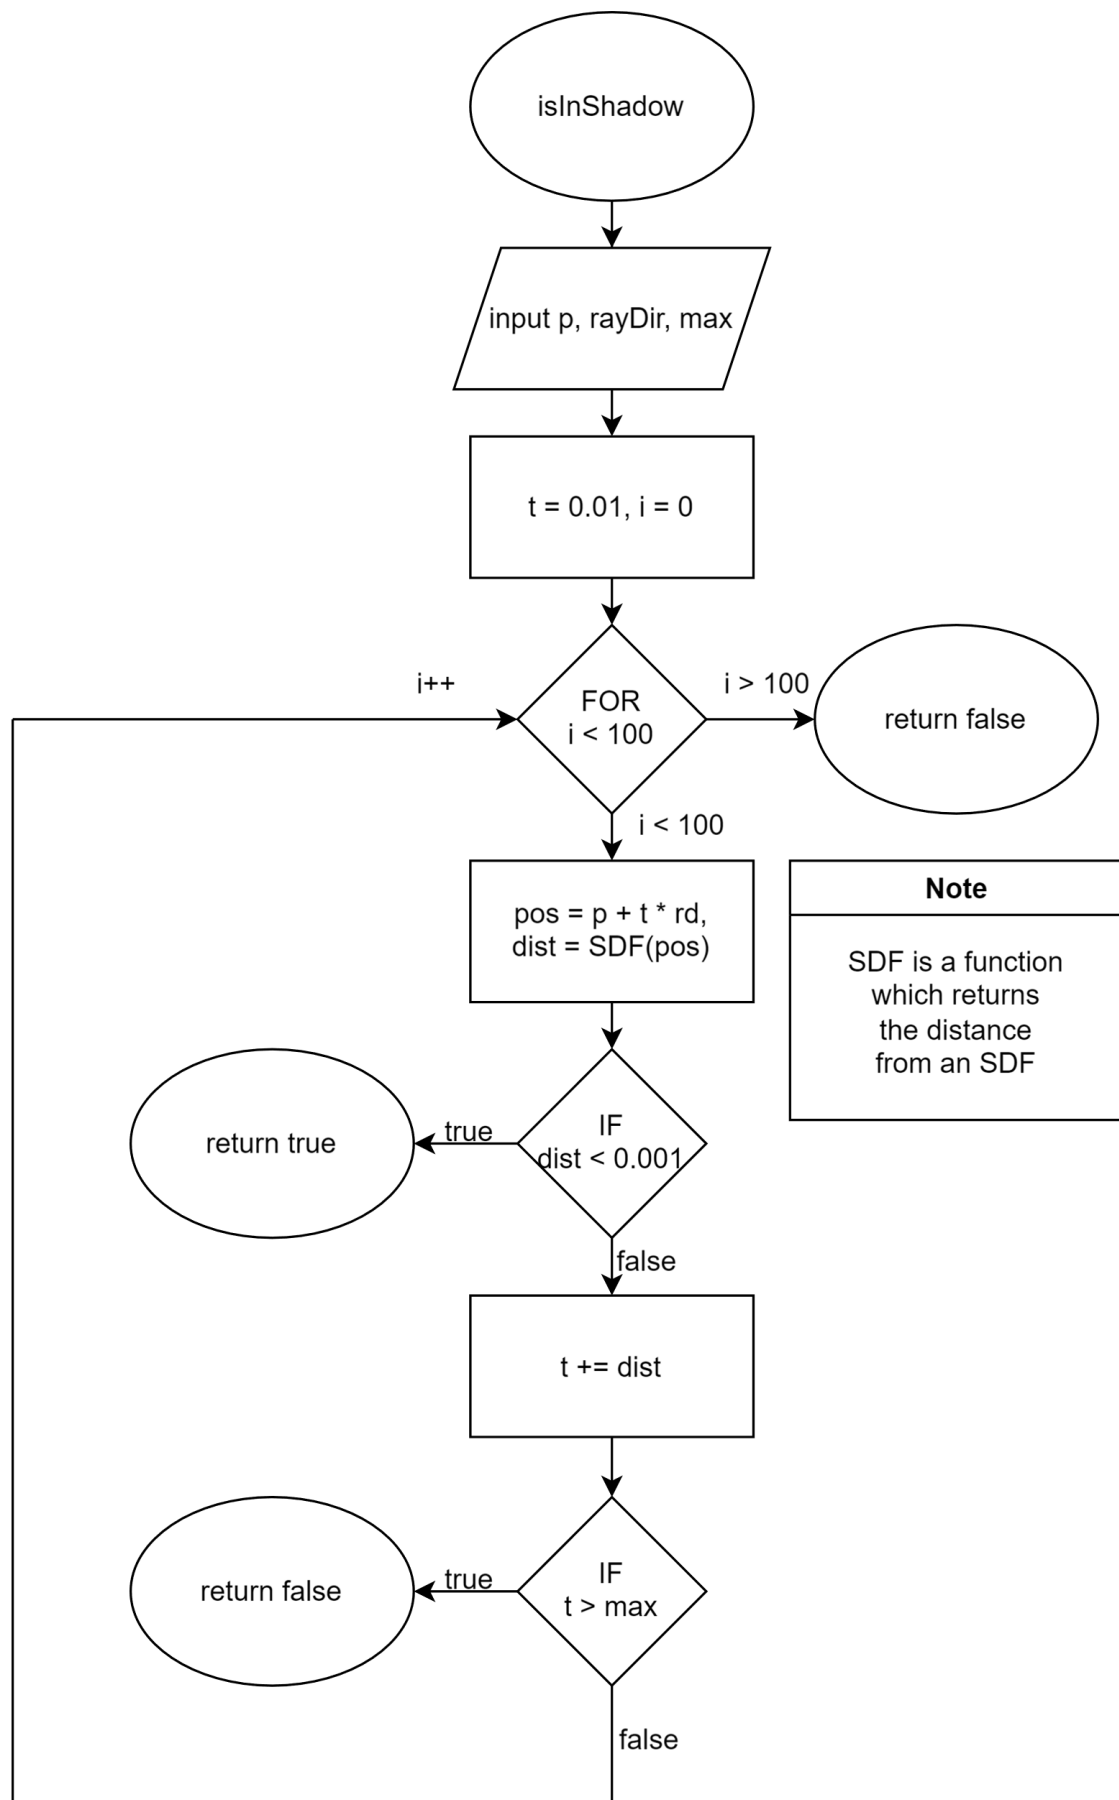 isInShadow
input p, rayDir, max
t = 0.01, i = 0
i++
FOR
i < 100
i > 100
return false
i < 100
pos = p + t * rd,
dist = SDF(pos)
Note
SDF is a function
which returns
the distance
from an SDF
return true
true
IF
dist < 0.001
false
t += dist
return false
true
IF
t > max
false